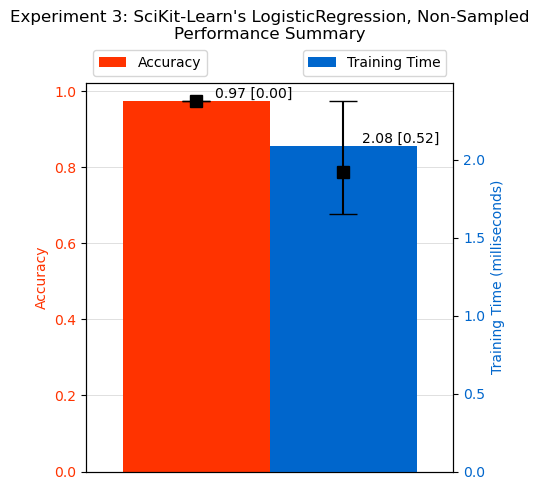 Experiment 3: SciKit-Learn's LogisticRegression, Non-Sampled
Performance Summary
Accuracy
Training Time
0.97 [0.00]
2.08 [0.52]
1.0
0.8
0.6
0.4
0.2
0.0
Accuracy
2.0
1.5
1.0
0.5
0.0
Training Time (milliseconds)